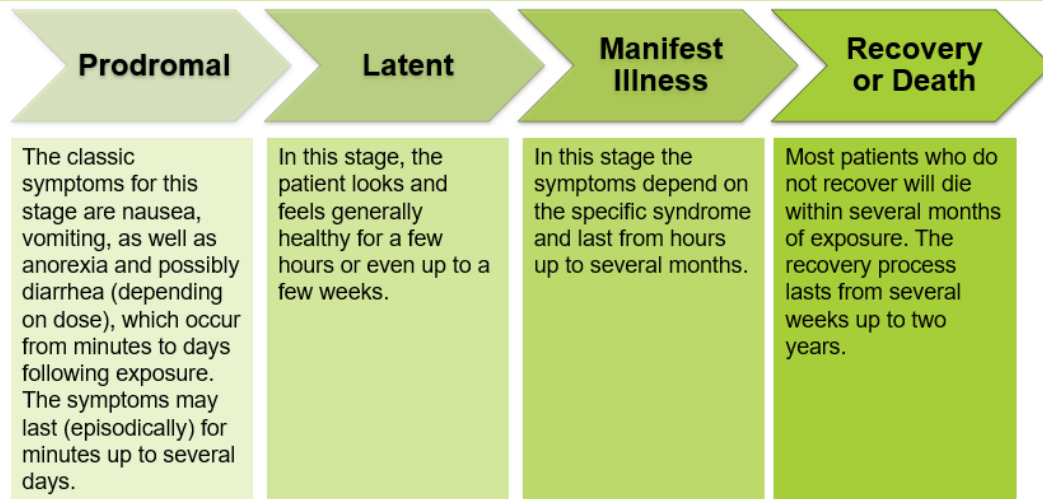 Prodromal
Latent
Manifest
Illness
Recovery
or Death
The classic
symptoms for this
stage are nausea,
vomiting, as well as
anorexia and possibly
diarrhea (depending
on dose), which occur
from minutes to days
following exposure.
The symptoms may
last (episodically) for
minutes up to several
days.
In this stage, the
patient looks and
feels generally
healthy for a few
hours or even up to a
few weeks.
In this stage the
symptoms depend on
the specific syndrome
and last from hours
up to several months.
Most patients who do
not recover will die
within several months
of exposure. The
recovery process
lasts from several
weeks up to two
years.